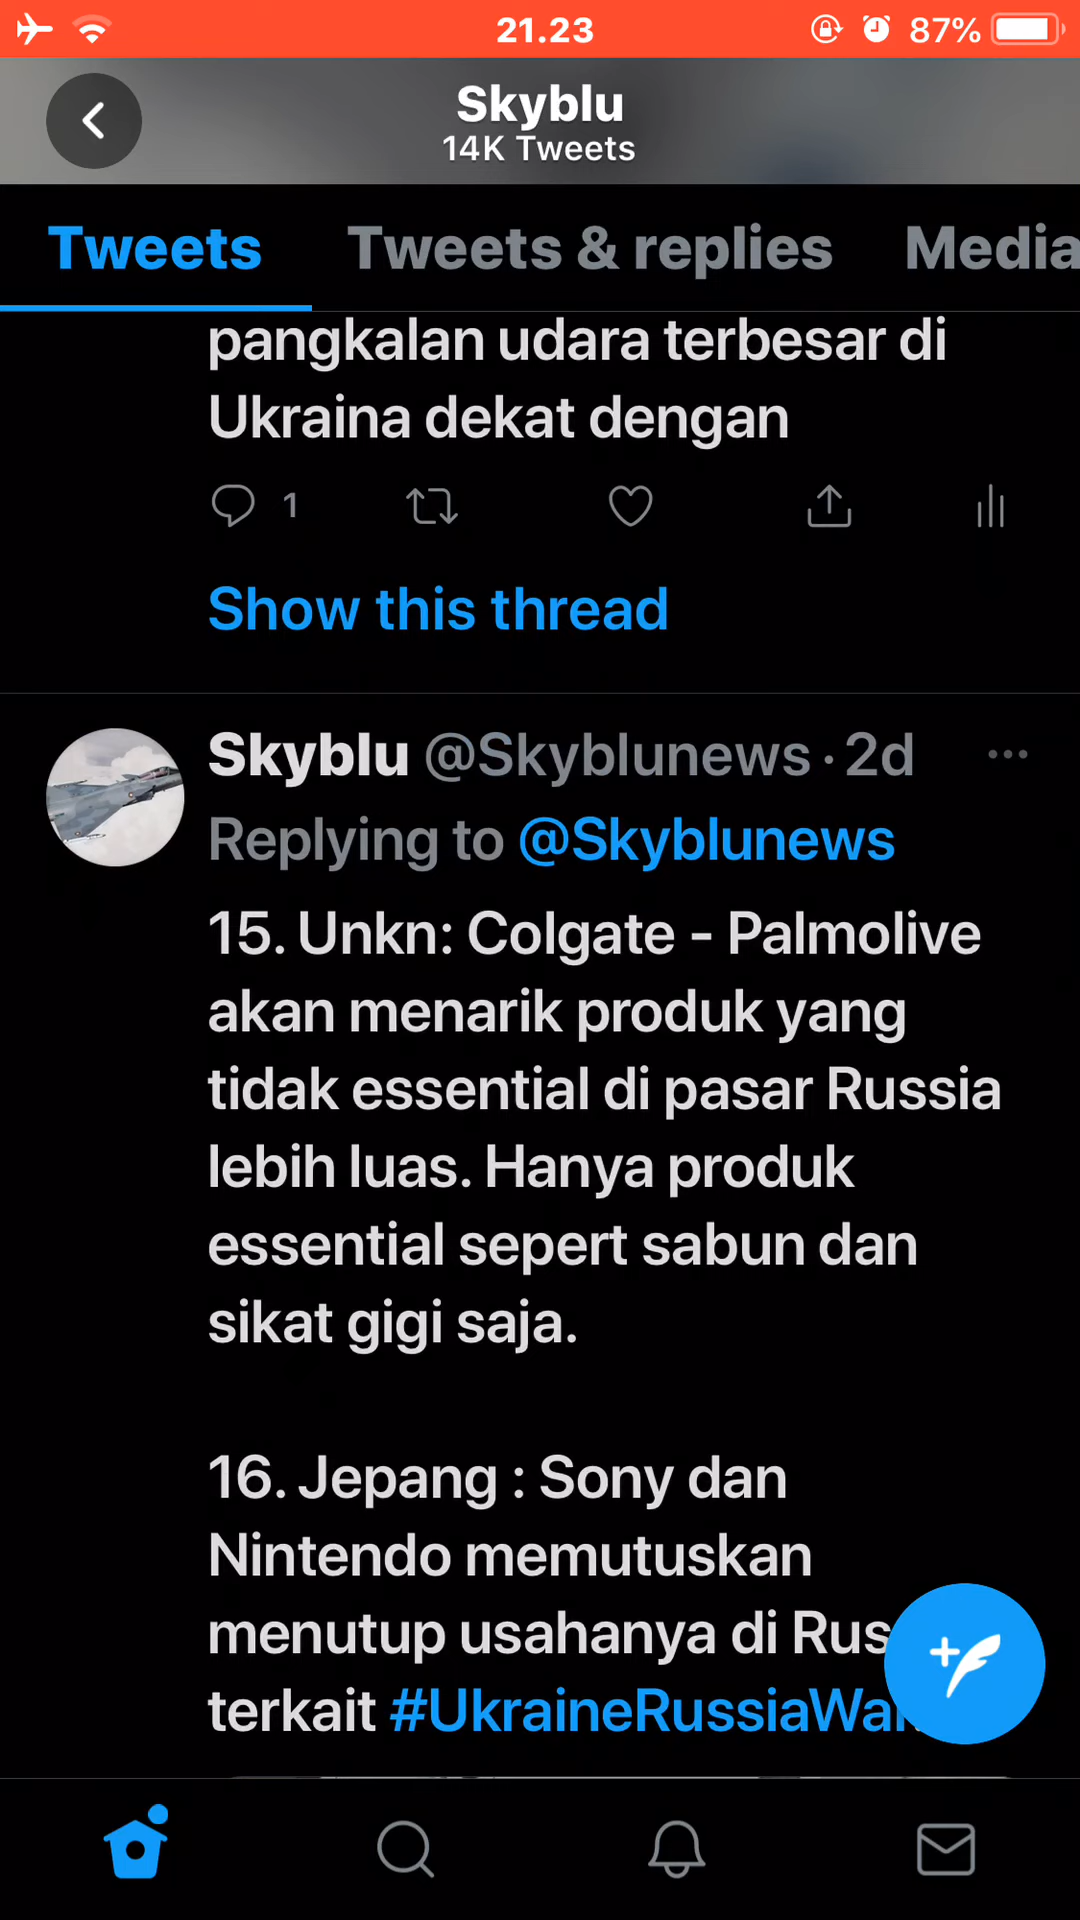 21.23
87%
Skyblu
14K Tweets
Tweets
Tweets & replies
Media
pangkalan udara terbesar di
Ukraina dekat dengan
1
Show this thread
Skyblu @Skyblunews · 2d
Replying to @Skyblunews
15. Unkn: Colgate - Palmolive
akan menarik produk yang
tidak essential di pasar Russia
lebih luas. Hanya produk
essential sepert sabun dan
sikat gigi saja.
16. Jepang : Sony dan
Nintendo memutuskan
menutup usahanya di Rus
terkait #UkraineRussiaWar